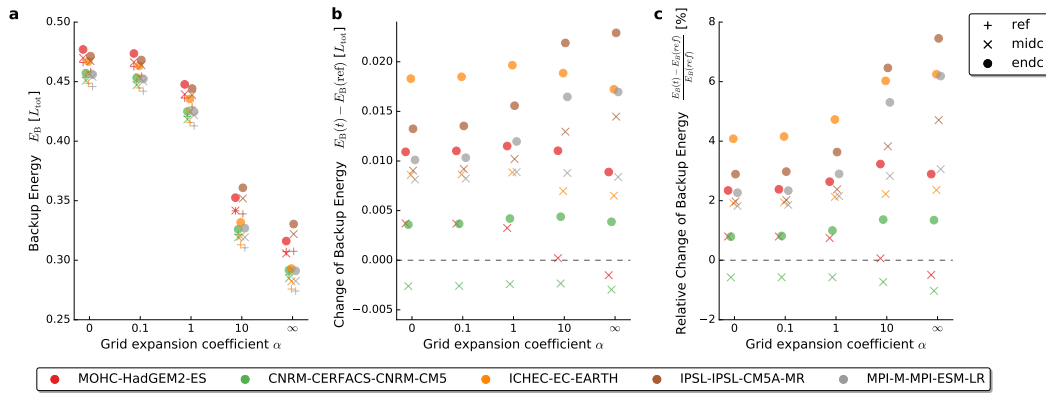 a
b
c
0.50
0.45
0.40
0.35
0.30
0.25
Backup Energy E_B [L_tot]
0
0.1
1
10
∞
Grid expansion coefficient α
0.020
0.015
0.010
0.005
0.000
−0.005
Change of Backup Energy E_B(t) − E_B(ref) [L_tot]
0
0.1
1
10
∞
Grid expansion coefficient α
8
6
4
2
0
−2
Relative Change of Backup Energy E_B(t) − E_B(ref) / E_B(ref) [%]
0
0.1
1
10
∞
Grid expansion coefficient α
ref
midc
endc
MOHC-HadGEM2-ES CNRM-CERFACS-CNRM-CM5 ICHEC-EC-EARTH IPSL-IPSL-CM5A-MR MPI-M-MPI-ESM-LR